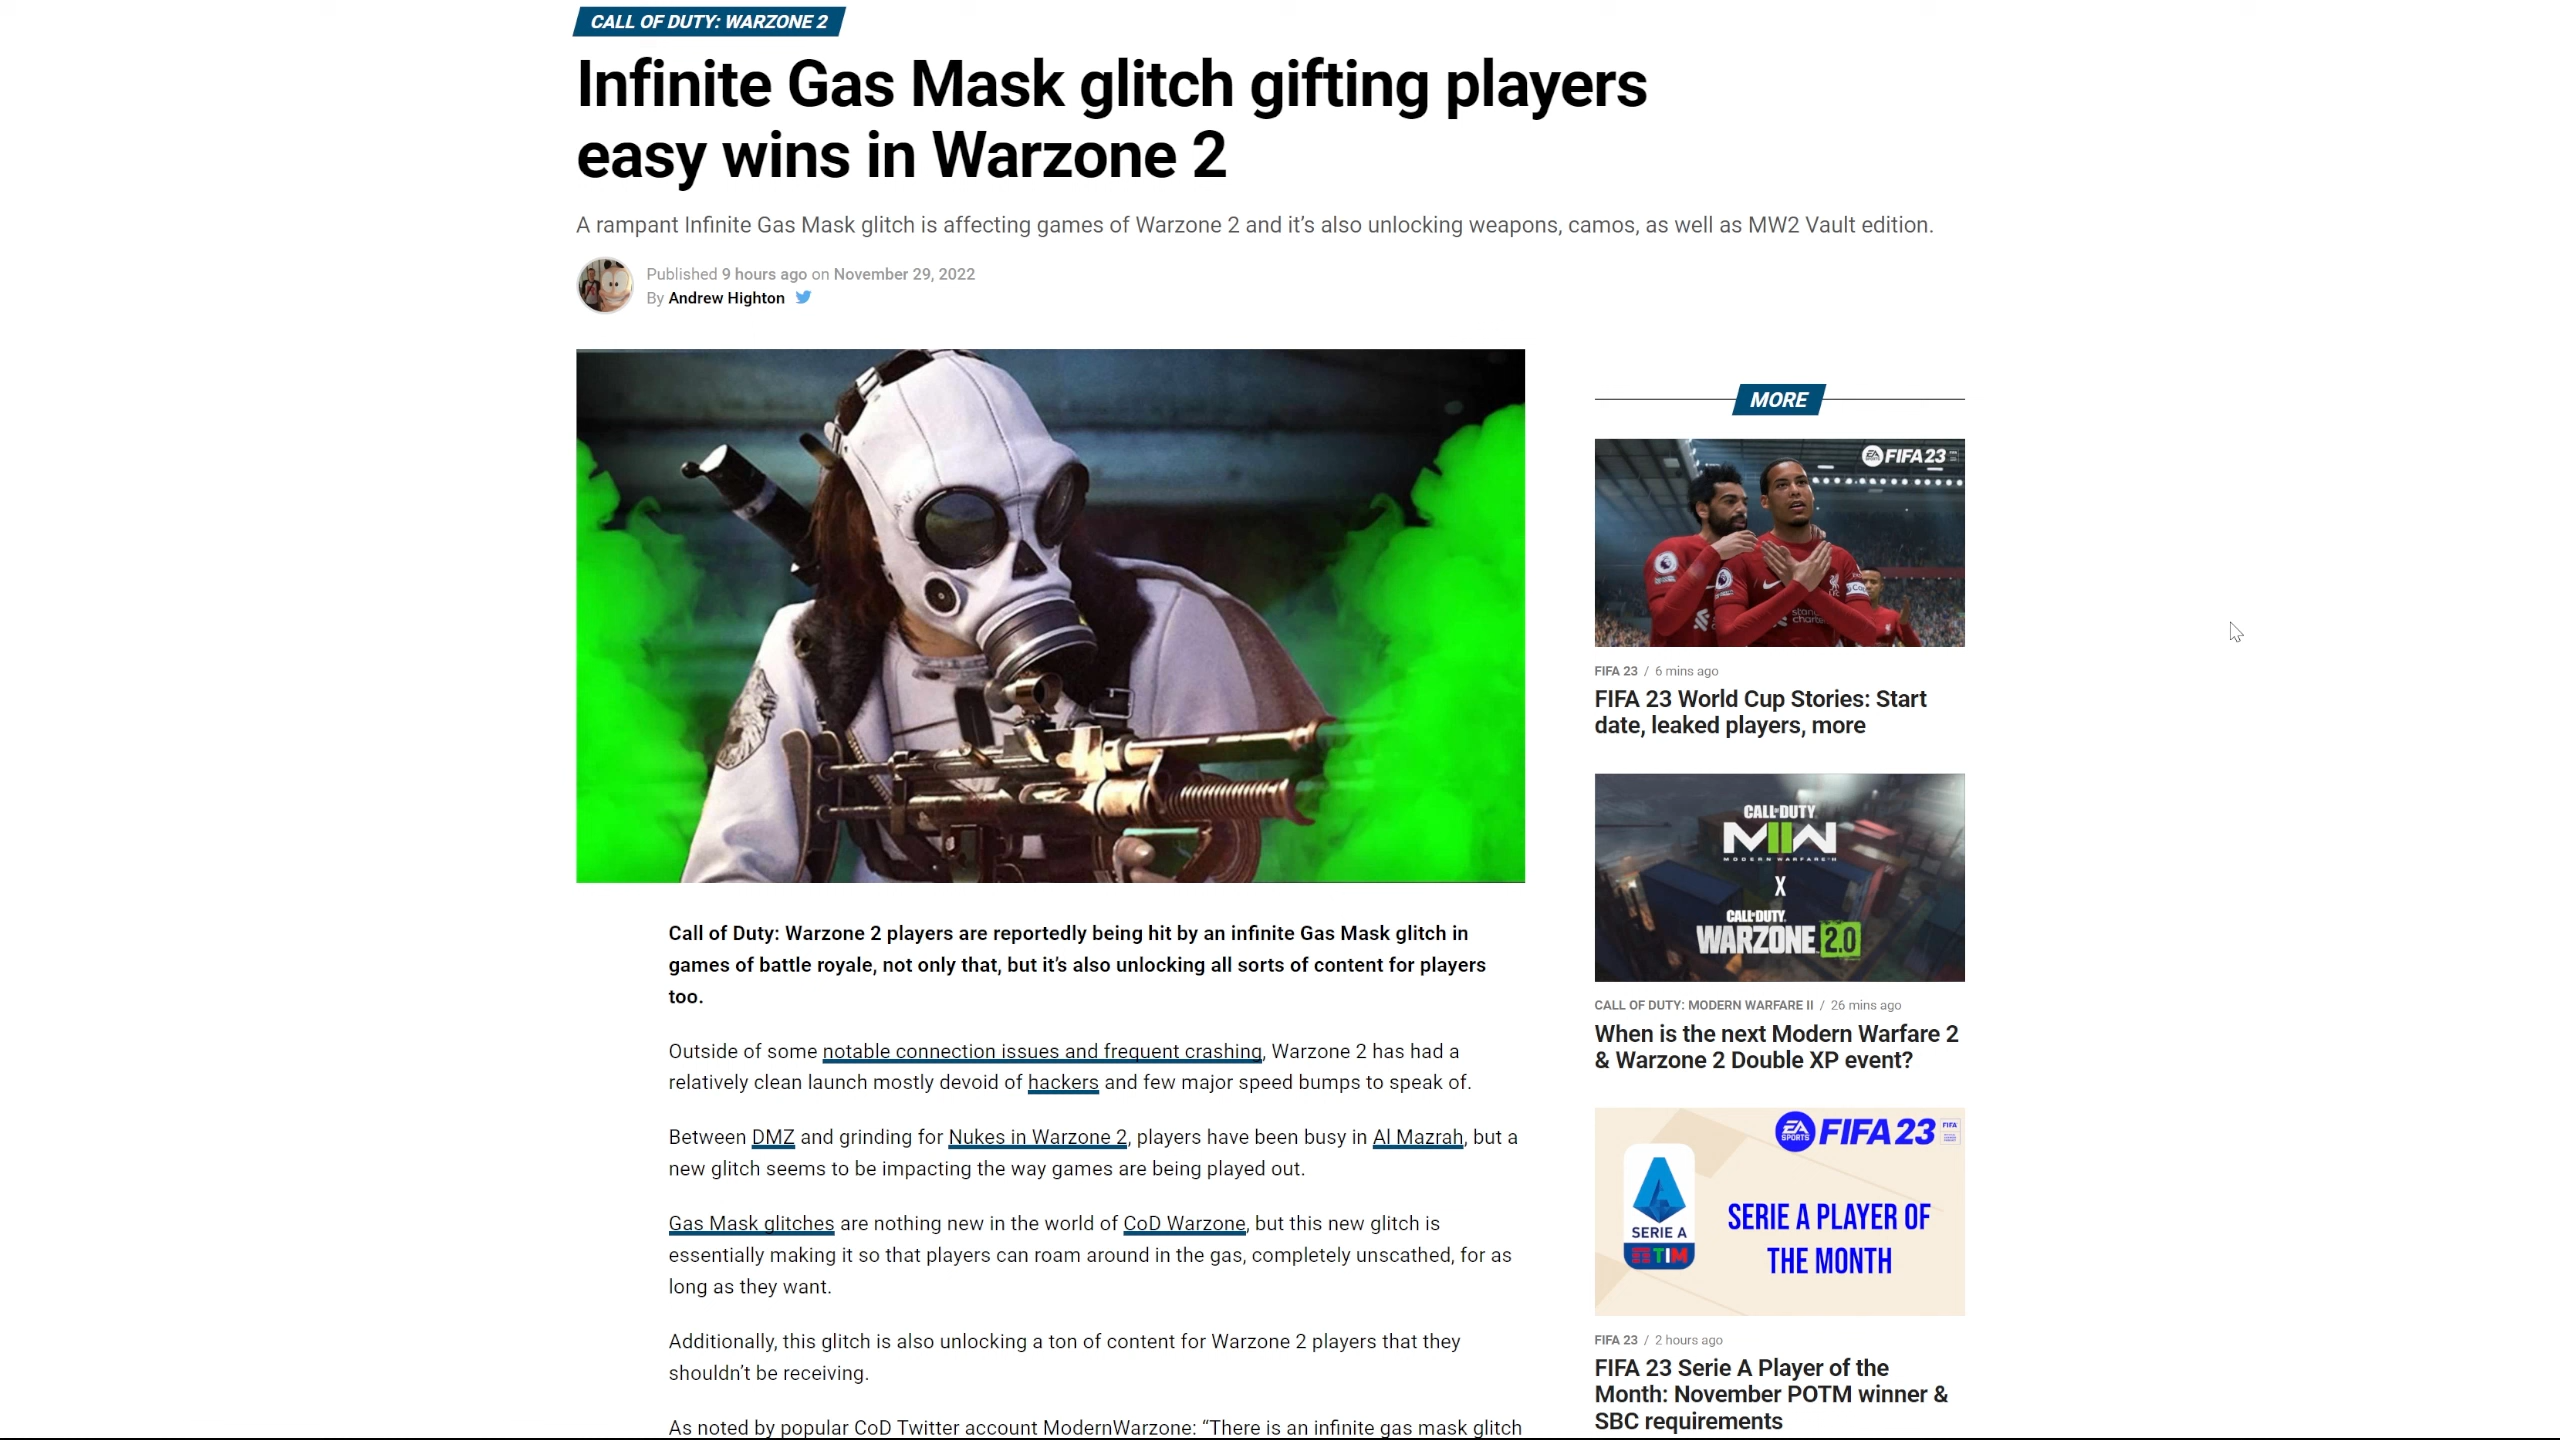 CALL OF DUTY: WARZONE 2
Infinite Gas Mask glitch gifting players
easy wins in Warzone 2
A rampant Infinite Gas Mask glitch is affecting games of Warzone 2 and it's also unlocking weapons, camos, as well as MW2 Vault edition.
Published 9 hours ago on November 29, 2022
By Andrew Highton
Call of Duty: Warzone 2 players are reportedly being hit by an infinite Gas Mask glitch in
games of battle royale, not only that, but it's also unlocking all sorts of content for players
too.
Outside of some notable connection issues and frequent crashing, Warzone 2 has had a
relatively clean launch mostly devoid of hackers and few major speed bumps to speak of.
Between DMZ and grinding for Nukes in Warzone 2, players have been busy in Al Mazrah, but a
new glitch seems to be impacting the way games are being played out.
Gas Mask glitches are nothing new in the world of CoD Warzone, but this new glitch is
essentially making it so that players can roam around in the gas, completely unscathed, for as
long as they want.
Additionally, this glitch is also unlocking a ton of content for Warzone 2 players that they
shouldn't be receiving.
As noted by popular CoD Twitter account ModernWarzone: “There is an infinite gas mask glitch
MORE
EA SPORTS FIFA 23
FIFA 23 / 6 mins ago
FIFA 23 World Cup Stories: Start
date, leaked players, more
CALL OF DUTY
MIIW
MODERN WARFARE II
X
CALL OF DUTY
WARZONE 2.0
CALL OF DUTY: MODERN WARFARE II / 26 mins ago
When is the next Modern Warfare 2
& Warzone 2 Double XP event?
EA SPORTS FIFA 23 FIFA
SERIE A
TIM
SERIE A PLAYER OF
THE MONTH
FIFA 23 / 2 hours ago
FIFA 23 Serie A Player of the
Month: November POTM winner &
SBC requirements